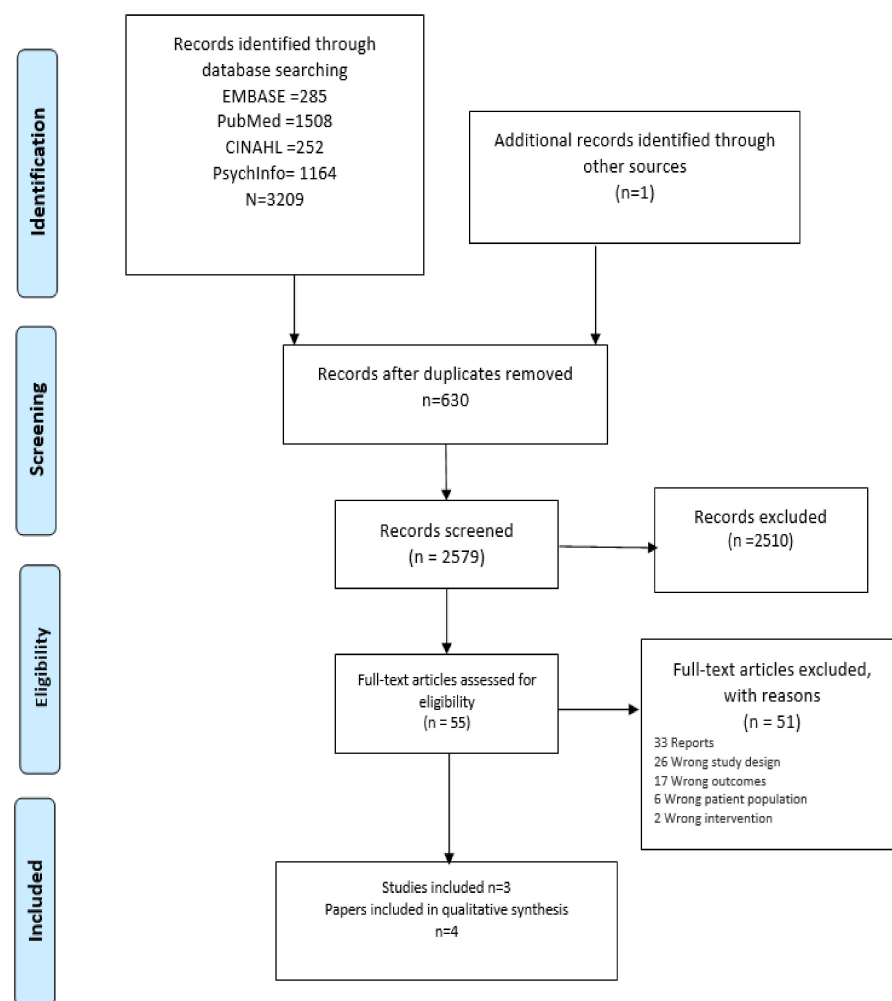 Identification
Records identified through
database searching
EMBASE =285
PubMed =1508
CINAHL =252
PsychInfo= 1164
N=3209
Additional records identified through
other sources
(n=1)
Screening
Records after duplicates removed
n=630
Records screened
(n = 2579)
Records excluded
(n =2510)
Eligibility
Full-text articles assessed for
eligibility
(n = 55)
Full-text articles excluded,
with reasons
(n = 51)
33 Reports
26 Wrong study design
17 Wrong outcomes
6 Wrong patient population
2 Wrong intervention
Included
Studies included n=3
Papers included in qualitative synthesis
n=4